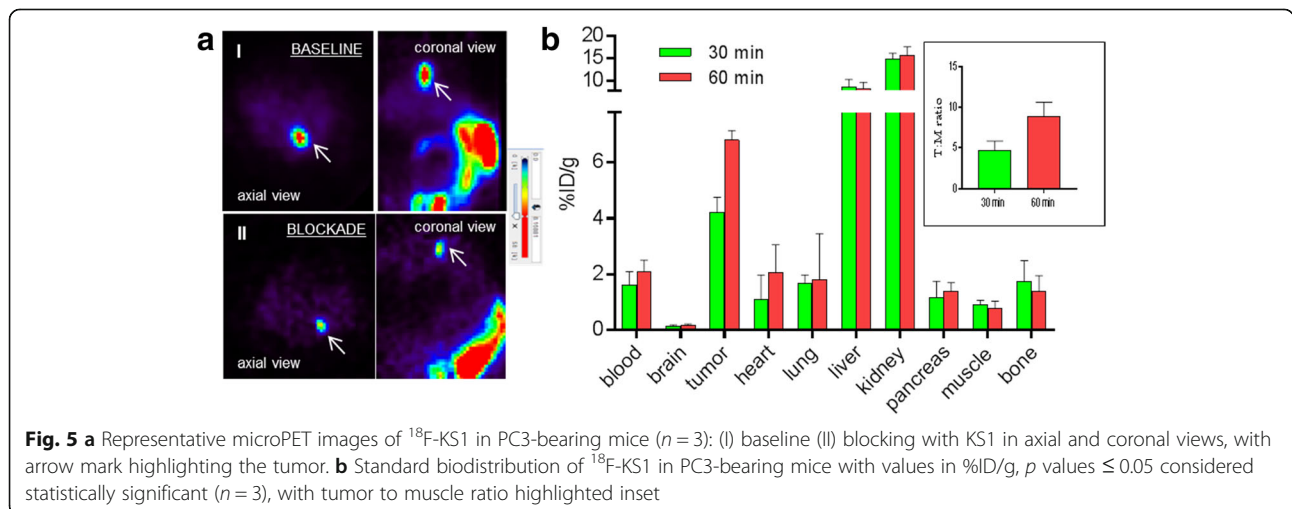 a
I
BASELINE
axial view
coronal view
II
BLOCKADE
axial view
coronal view
b
30 min
60 min
%ID/g
20
15
10
6
4
2
0
blood
brain
tumor
heart
lung
liver
kidney
pancreas
muscle
bone
T:M ratio
15
10
5
0
30 min
60 min
Fig. 5 a Representative microPET images of ¹⁸F-KS1 in PC3-bearing mice (n = 3): (I) baseline (II) blocking with KS1 in axial and coronal views, with
arrow mark highlighting the tumor. b Standard biodistribution of ¹⁸F-KS1 in PC3-bearing mice with values in %ID/g, p values ≤ 0.05 considered
statistically significant (n = 3), with tumor to muscle ratio highlighted inset